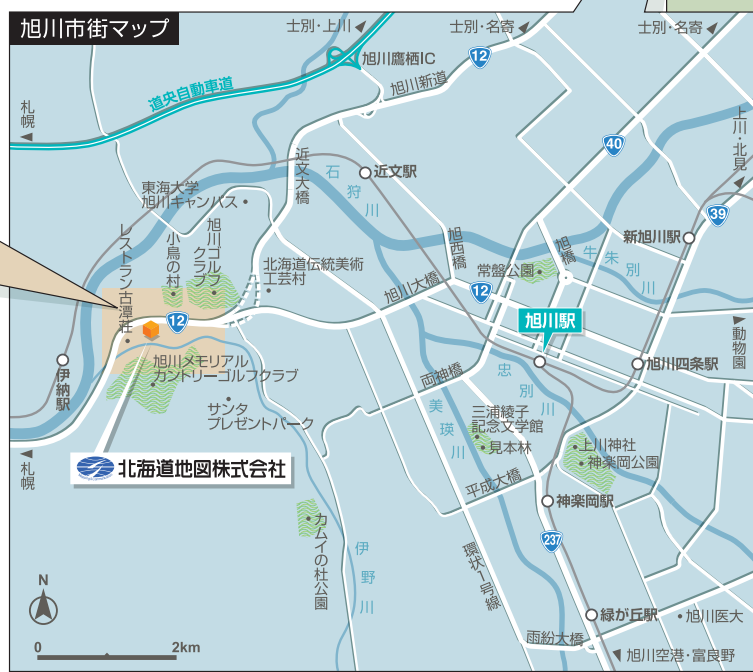 旭川市街マップ
士別・上川
士別・名寄
士別・名寄
旭川鷹栖IC
12
道央自動車道
旭川新道
札幌
上川・北見
40
近文大橋
石狩川
近文駅
東海大学
旭川キャンパス
39
レストラン古潭荘
小鳥の村
旭川ゴルフ
クラブ
北海道伝統美術
工芸村
旭西橋
旭橋
牛朱別川
新旭川駅
常盤公園
旭川大橋
12
12
旭川駅
動物園
伊納駅
旭川メモリアル
カントリーゴルフクラブ
両神橋
忠別川
旭川四条駅
サンタ
プレゼントパーク
美瑛川
三浦綾子
記念文学館
見本林
上川神社
神楽岡公園
札幌
北海道地図株式会社
平成大橋
神楽岡駅
カムイの杜公園
伊野川
環状1号線
237
N
緑が丘駅
旭川医大
雨紛大橋
旭川空港・富良野
0
2km